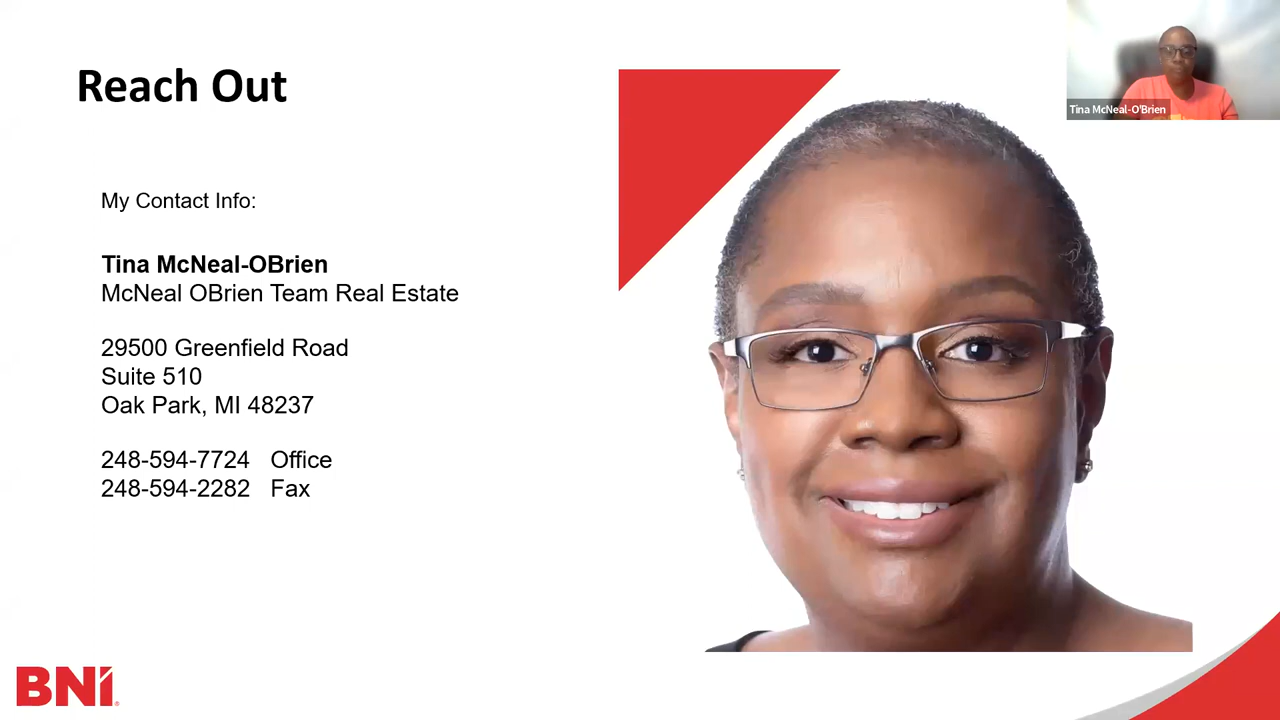 Reach Out
Tina McNeal-O'Brien
My Contact Info:
Tina McNeal-OBrien
McNeal OBrien Team Real Estate
29500 Greenfield Road
Suite 510
Oak Park, MI 48237
248-594-7724 Office
248-594-2282 Fax
BNI®